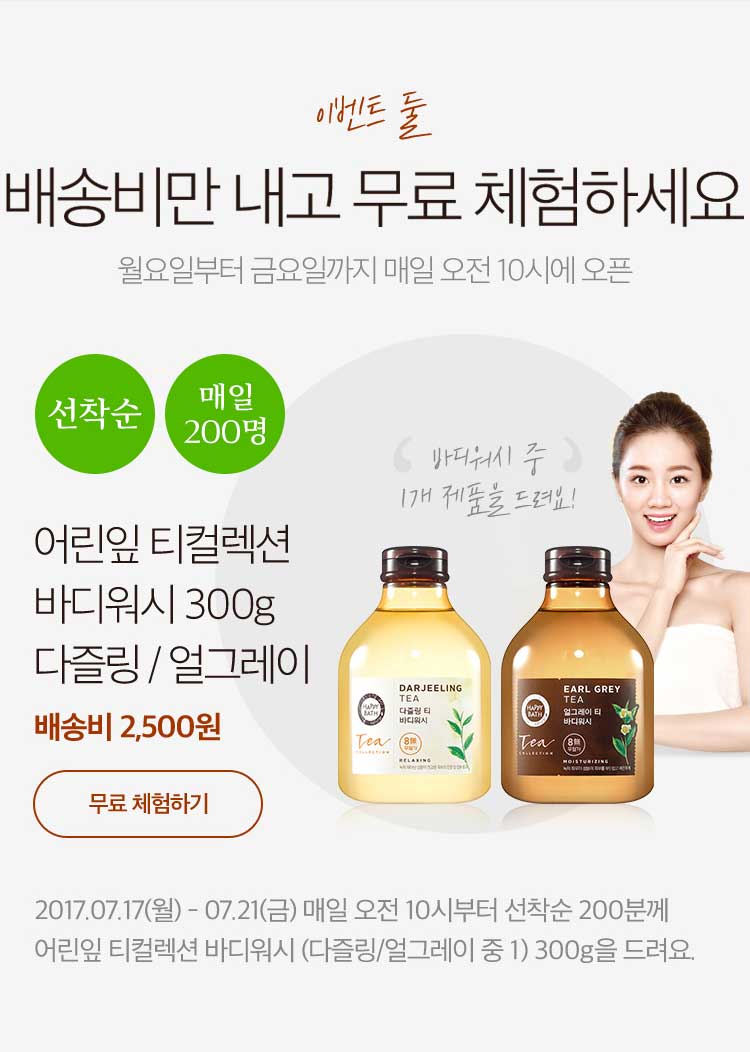 이벤트 둘
배송비만 내고 무료 체험하세요
월요일부터 금요일까지 매일 오전 10시에 오픈
선착순
매일
200명
바디워시 중
1개 제품을 드려요!
어린잎 티컬렉션
바디워시 300g
다즐링 / 얼그레이
배송비 2,500원
무료 체험하기
HAPPY
BATH
DARJEELING
TEA
다즐링 티
바디워시
Tea
COLLECTION
8無
무첨가
RELAXING
HAPPY
BATH
EARL GREY
TEA
얼그레이 티
바디워시
Tea
COLLECTION
8無
무첨가
MOISTURIZING
2017.07.17(월) - 07.21(금) 매일 오전 10시부터 선착순 200분께
어린잎 티컬렉션 바디워시 (다즐링/얼그레이 중 1) 300g을 드려요.